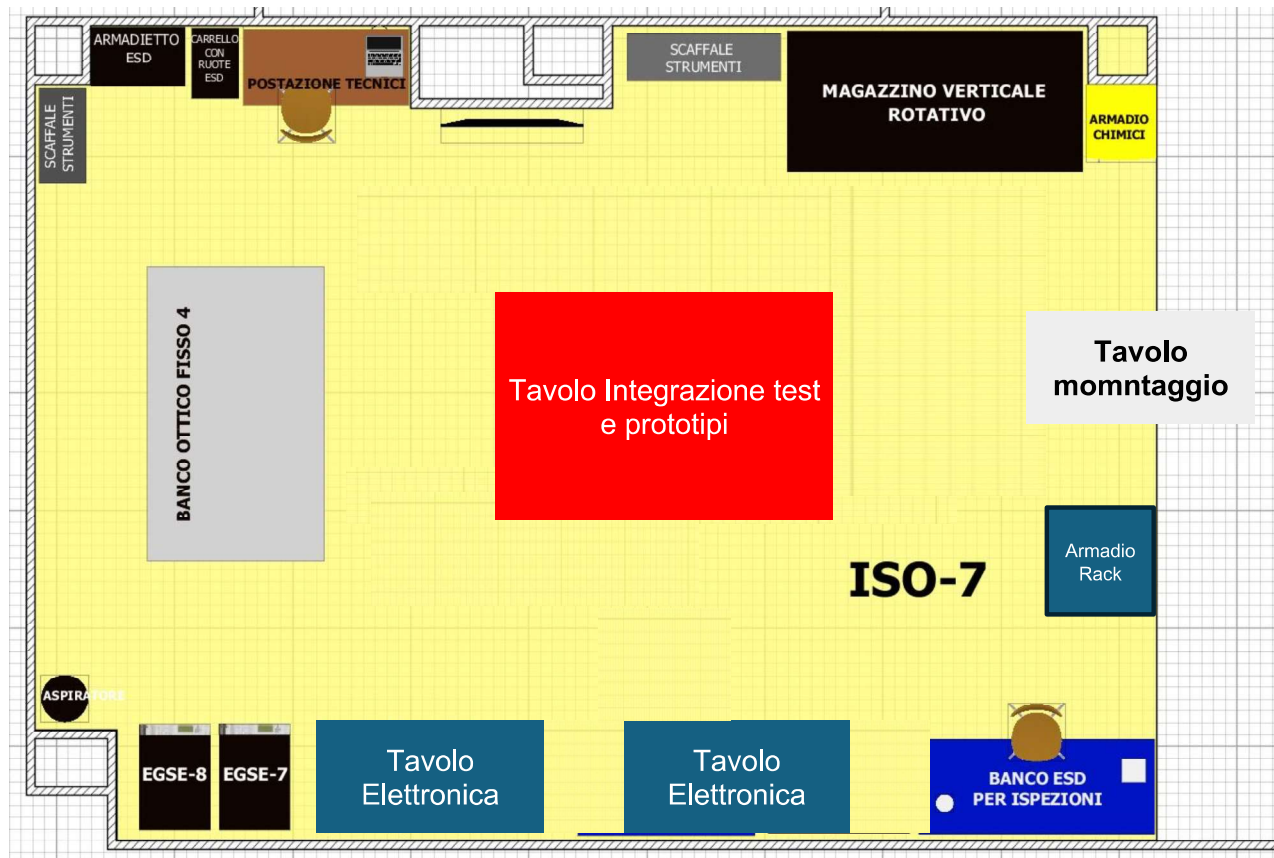 ARMADIETTO
ESD
CARRELLO
CON
RUOTE
ESD
POSTAZIONE TECNICI
SCAFFALE
STRUMENTI
MAGAZZINO VERTICALE
ROTATIVO
ARMADIO
CHIMICI
SCAFFALE
STRUMENTI
BANCO OTTICO FISSO 4
Tavolo Integrazione test
e prototipi
Tavolo
momntaggio
ISO-7
Armadio
Rack
ASPIRATORE
EGSE-8
EGSE-7
Tavolo
Elettronica
Tavolo
Elettronica
BANCO ESD
PER ISPEZIONI